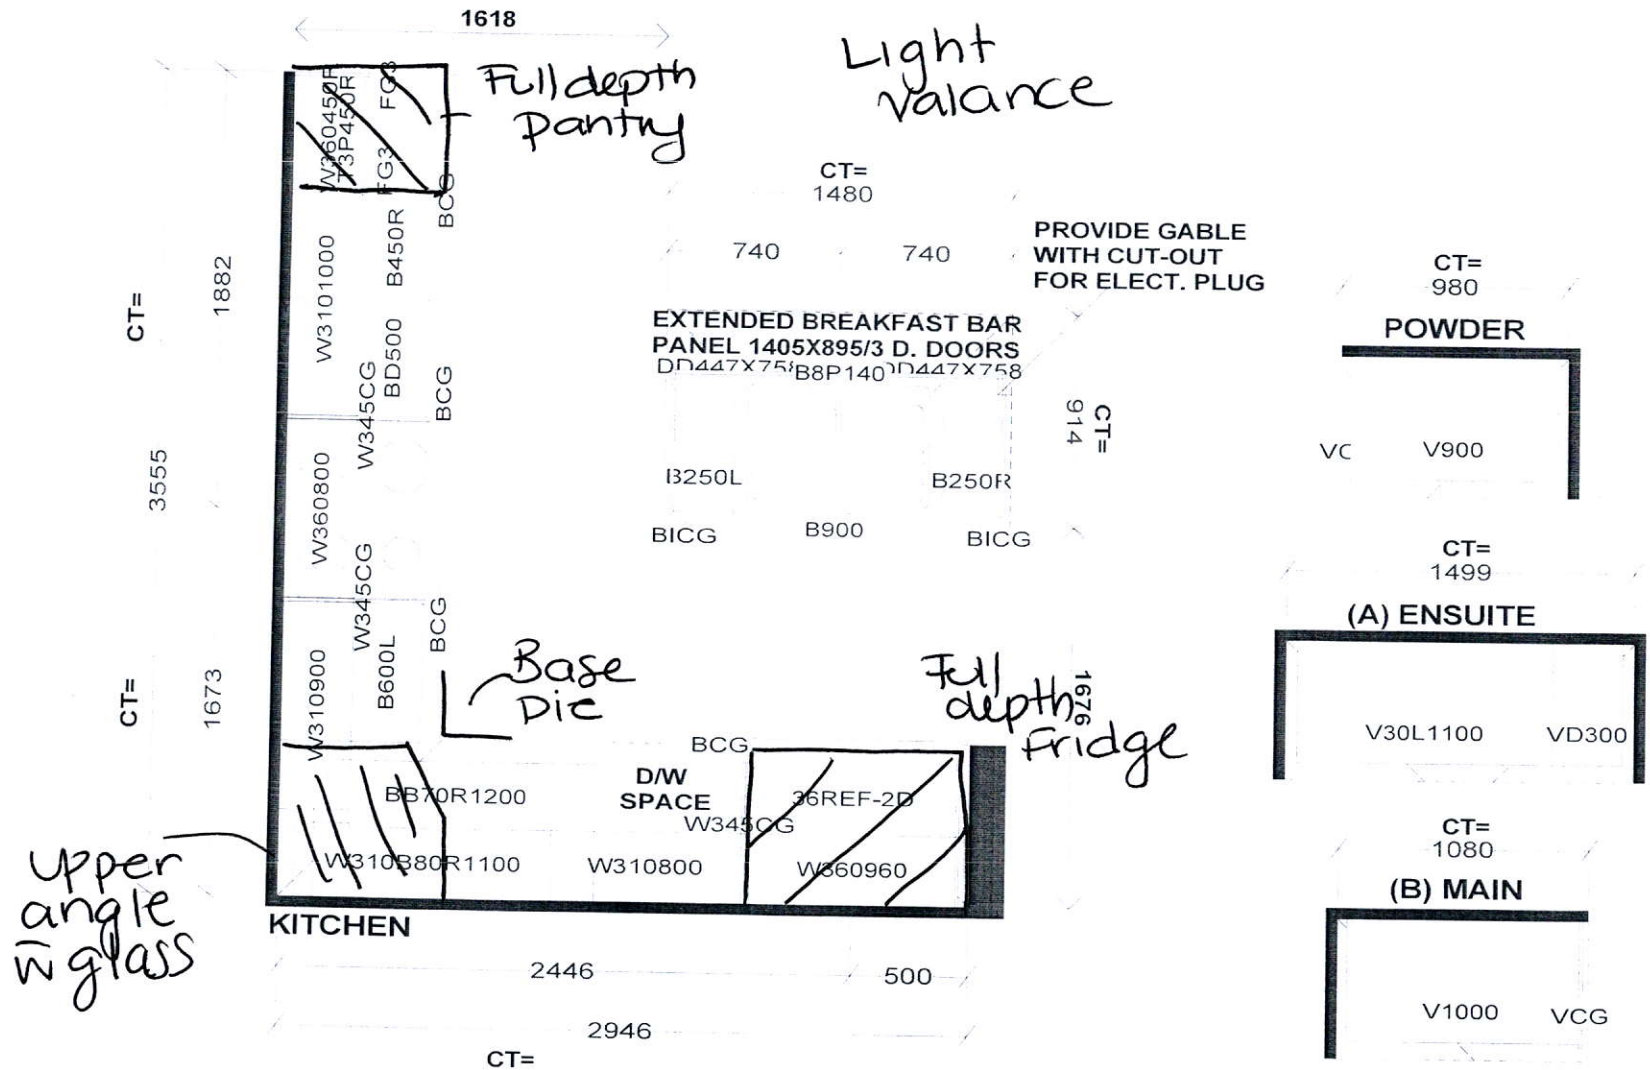 1618
Light
Valance
Full depth
pantry
W360450R
T3P450R
FG3
FG3
BCG
CT=
1480
740
740
PROVIDE GABLE
WITH CUT-OUT
FOR ELECT. PLUG
CT=
980
POWDER
CT=
1882
W3101000
B450R
BD500
W345CG
BCG
EXTENDED BREAKFAST BAR
PANEL 1405X895/3 D. DOORS
B8P140
DD447X758
CT=
914
VC
V900
3555
W360800
B250L
B250R
BICG
B900
BICG
W345CG
BCG
CT=
1499
(A) ENSUITE
CT=
1673
W310900
B600L
Base
Die
Full
depth
Fridge
1676
V30L1100
VD300
BCG
D/W
SPACE
BB70R1200
36REF-2D
W345CG
W310B80R1100
W310800
W360960
Upper
angle
w̄ glass
CT=
1080
(B) MAIN
KITCHEN
2446
500
V1000
VCG
2946
CT=